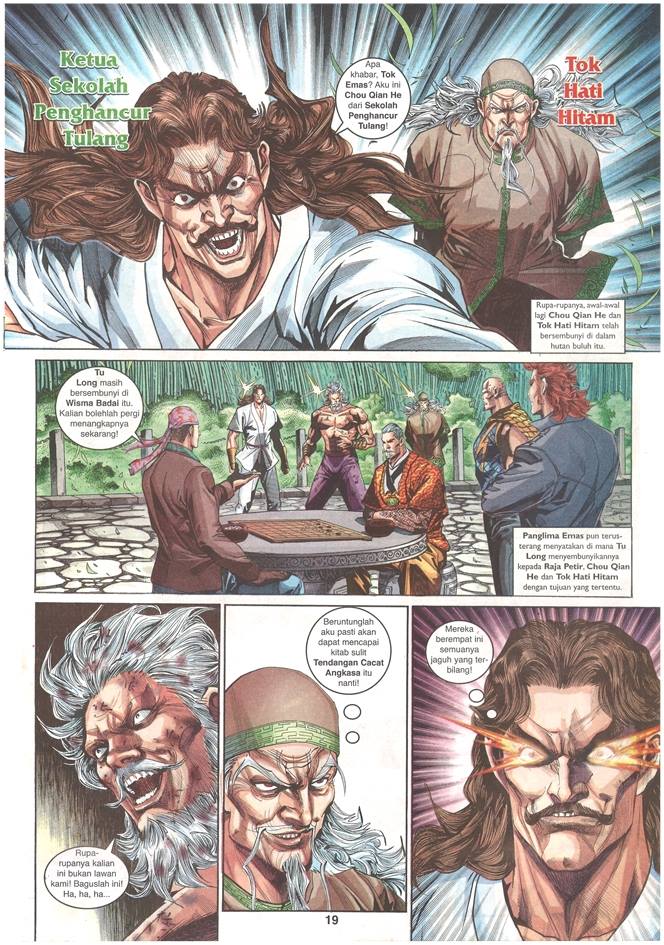 Ketua
Sekolah
Penghancur
Tulang
Apa
khabar, Tok
Emas? Aku ini
Chou Qian He
dari Sekolah
Penghancur
Tulang!
Tok
Hati
Hitam
Rupa-rupanya, awal-awal
lagi Chou Qian He dan
Tok Hati Hitam telah
bersembunyi di dalam
hutan buluh itu.
Tu
Long masih
bersembunyi di
Wisma Badai itu.
Kalian bolehlah pergi
menangkapnya
sekarang!
Panglima Emas pun terus-
terang menyatakan di mana Tu
Long menyembunyikannya
kepada Raja Petir, Chou Qian
He dan Tok Hati Hitam
dengan tujuan yang tertentu.
Rupa-
rupanya kalian
ini bukan lawan
kami! Baguslah ini!
Ha, ha, ha...
Beruntunglah
aku pasti akan
dapat mencapai
kitab sulit
Tendangan Cacat
Angkasa itu
nanti!
Mereka
berempat ini
semuanya
jaguh yang ter-
bilang!
19